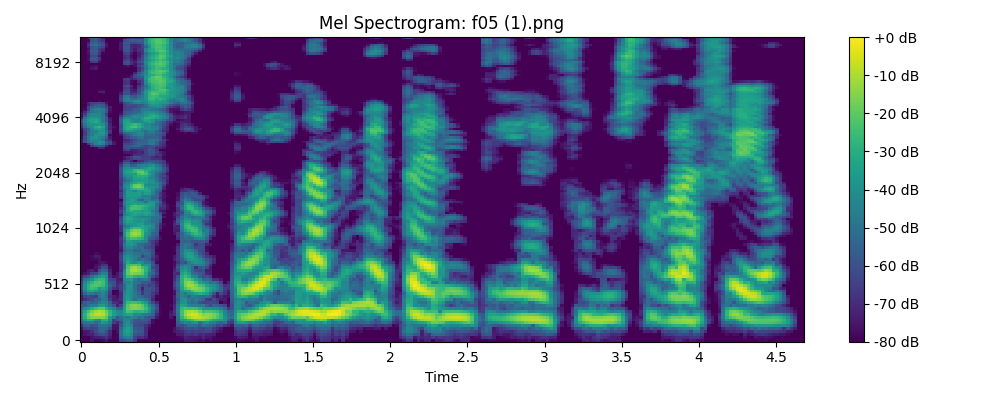 Mel Spectrogram: f05 (1).png
Hz
8192
4096
2048
1024
512
0
0
0.5
1
1.5
2
2.5
3
3.5
4
4.5
Time
+0 dB
-10 dB
-20 dB
-30 dB
-40 dB
-50 dB
-60 dB
-70 dB
-80 dB